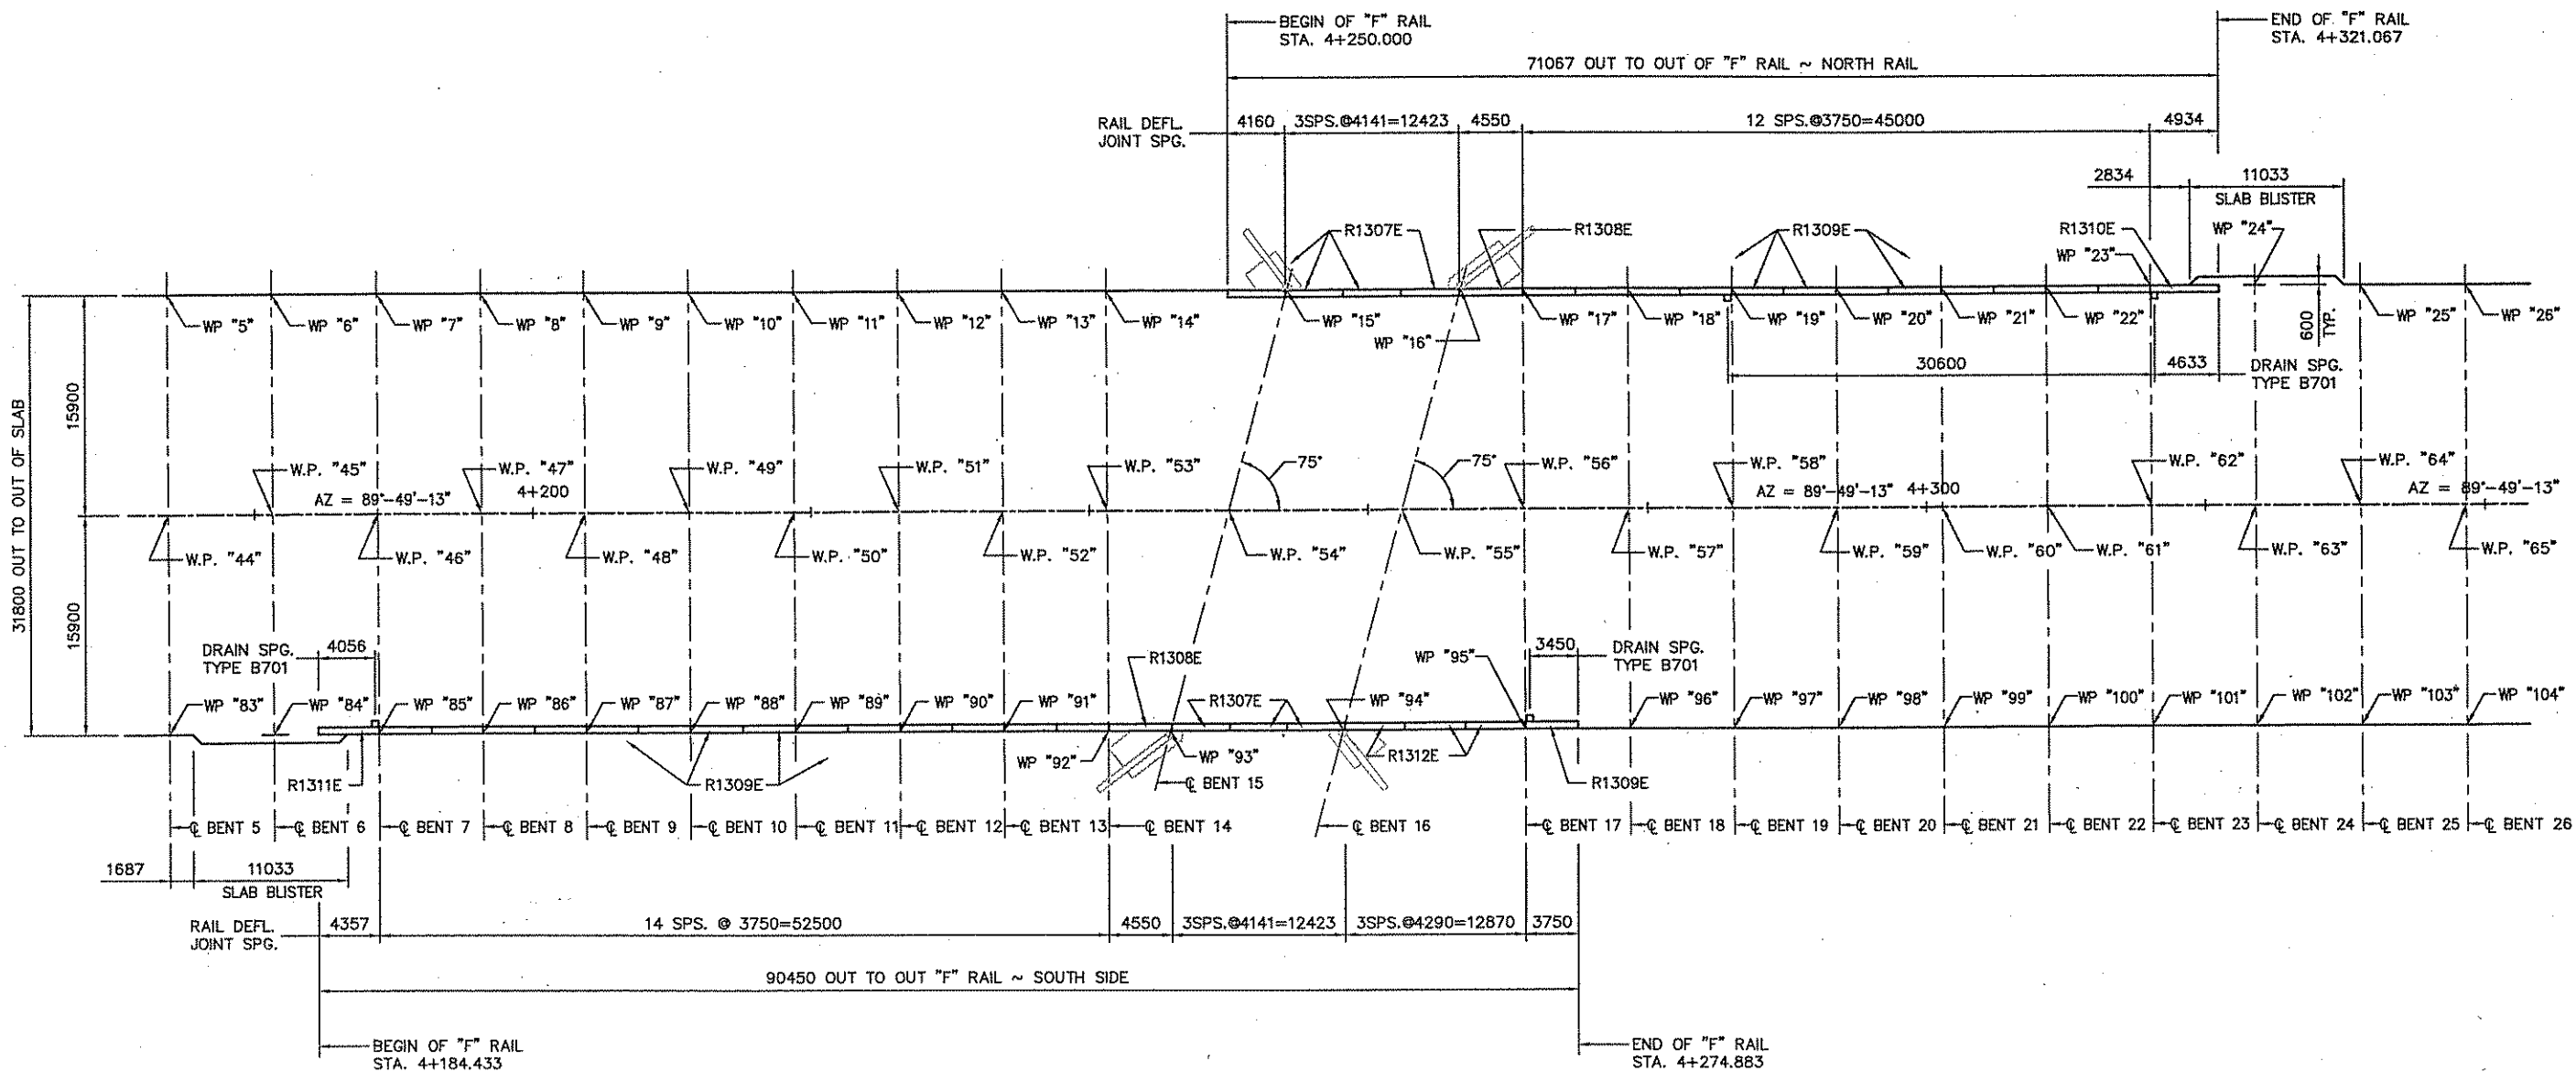 BEGIN OF "F" RAIL
STA. 4+250.000
END OF "F" RAIL
STA. 4+321.067
71067 OUT TO OUT OF "F" RAIL ~ NORTH RAIL
RAIL DEFL.
JOINT SPG.
4160
3SPS.@4141=12423
4550
12 SPS.@3750=45000
4934
2834
11033
SLAB BLISTER
R1307E
R1308E
R1309E
R1310E
WP "24"
WP "23"
WP "5"
WP "6"
WP "7"
WP "8"
WP "9"
WP "10"
WP "11"
WP "12"
WP "13"
WP "14"
WP "15"
WP "16"
WP "17"
WP "18"
WP "19"
WP "20"
WP "21"
WP "22"
600
TYP.
WP "25"
WP "26"
30600
4633
DRAIN SPG.
TYPE B701
31800 OUT TO OUT OF SLAB
15900
15900
W.P. "45"
W.P. "47"
W.P. "49"
W.P. "51"
W.P. "53"
75°
75°
W.P. "56"
W.P. "58"
W.P. "62"
W.P. "64"
AZ = 89°-49'-13"
4+200
AZ = 89°-49'-13"
4+300
AZ = 89°-49'-13"
W.P. "44"
W.P. "46"
W.P. "48"
W.P. "50"
W.P. "52"
W.P. "54"
W.P. "55"
W.P. "57"
W.P. "59"
W.P. "60"
W.P. "61"
W.P. "63"
W.P. "65"
DRAIN SPG.
TYPE B701
4056
R1308E
WP "95"
3450
DRAIN SPG.
TYPE B701
WP "83"
WP "84"
WP "85"
WP "86"
WP "87"
WP "88"
WP "89"
WP "90"
WP "91"
R1307E
WP "94"
WP "96"
WP "97"
WP "98"
WP "99"
WP "100"
WP "101"
WP "102"
WP "103"
WP "104"
R1311E
R1309E
WP "92"
WP "93"
R1312E
R1309E
℄ BENT 15
℄ BENT 5
℄ BENT 6
℄ BENT 7
℄ BENT 8
℄ BENT 9
℄ BENT 10
℄ BENT 11
℄ BENT 12
℄ BENT 13
℄ BENT 14
℄ BENT 16
℄ BENT 17
℄ BENT 18
℄ BENT 19
℄ BENT 20
℄ BENT 21
℄ BENT 22
℄ BENT 23
℄ BENT 24
℄ BENT 25
℄ BENT 26
1687
11033
SLAB BLISTER
RAIL DEFL.
JOINT SPG.
4357
14 SPS. @ 3750=52500
4550
3SPS.@4141=12423
3SPS.@4290=12870
3750
90450 OUT TO OUT "F" RAIL ~ SOUTH SIDE
BEGIN OF "F" RAIL
STA. 4+184.433
END OF "F" RAIL
STA. 4+274.883